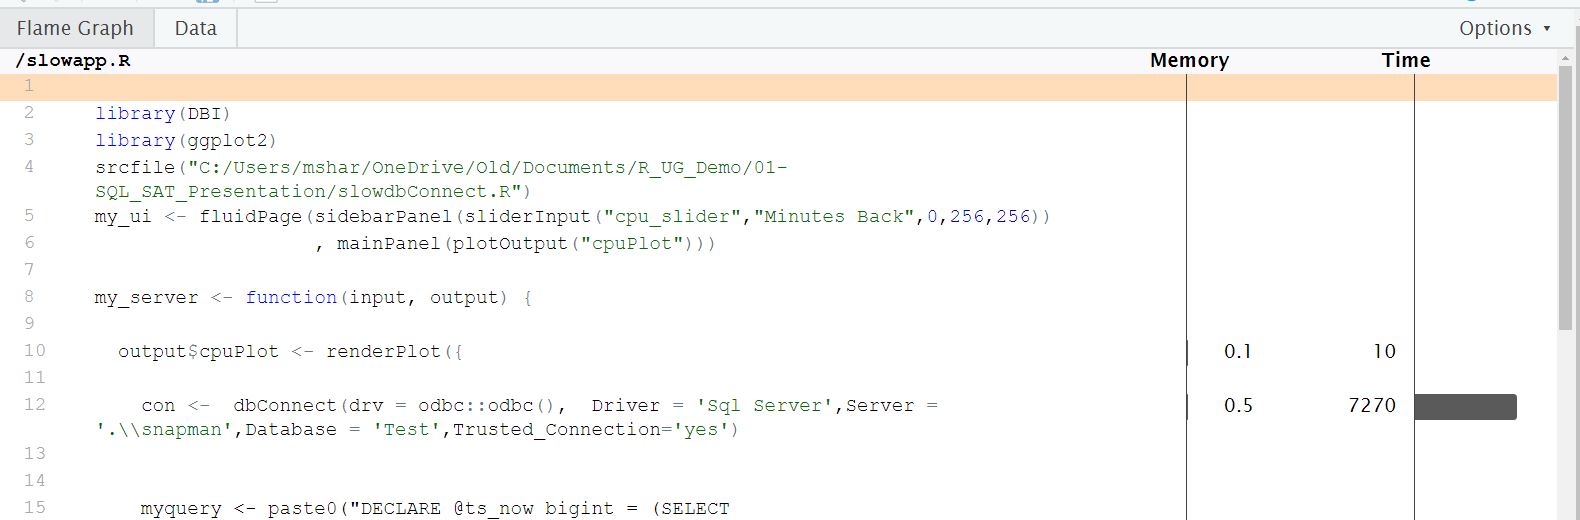 Flame Graph Data Options ▾
/slowapp.R Memory Time
1
2 library(DBI)
3 library(ggplot2)
4 srcfile("C:/Users/mshar/OneDrive/Old/Documents/R_UG_Demo/01-
SQL_SAT_Presentation/slowdbConnect.R")
5 my_ui <- fluidPage(sidebarPanel(sliderInput("cpu_slider","Minutes Back",0,256,256))
6 , mainPanel(plotOutput("cpuPlot")))
7
8 my_server <- function(input, output) {
9
10 output$cpuPlot <- renderPlot({ 0.1 10
11
12 con <- dbConnect(drv = odbc::odbc(), Driver = 'Sql Server',Server = 0.5 7270
'.\\snapman',Database = 'Test',Trusted_Connection='yes')
13
14
15 myquery <- paste0("DECLARE @ts_now bigint = (SELECT